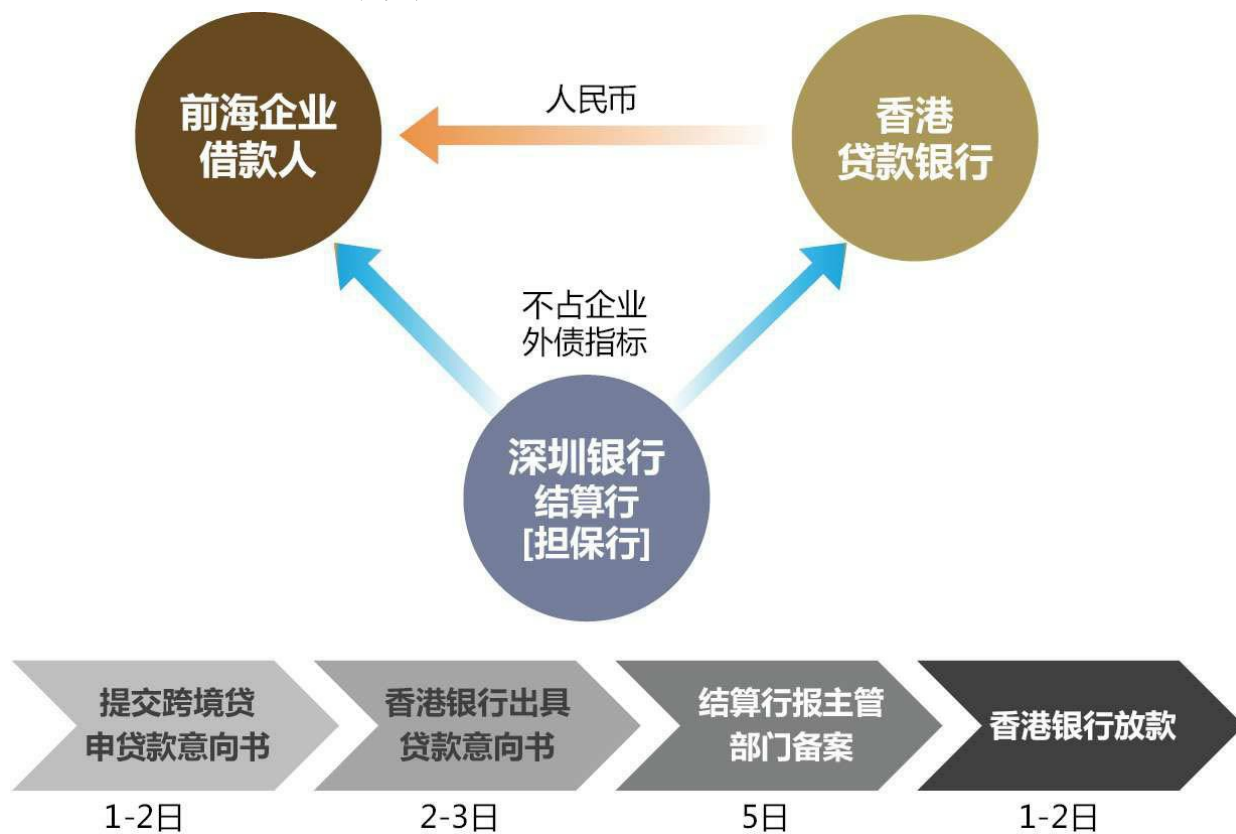 前海企业
借款人
人民币
香港
贷款银行
不占企业
外债指标
深圳银行
结算行
[担保行]
提交跨境贷
申贷款意向书
1-2日
香港银行出具
贷款意向书
2-3日
结算行报主管
部门备案
5日
香港银行放款
1-2日